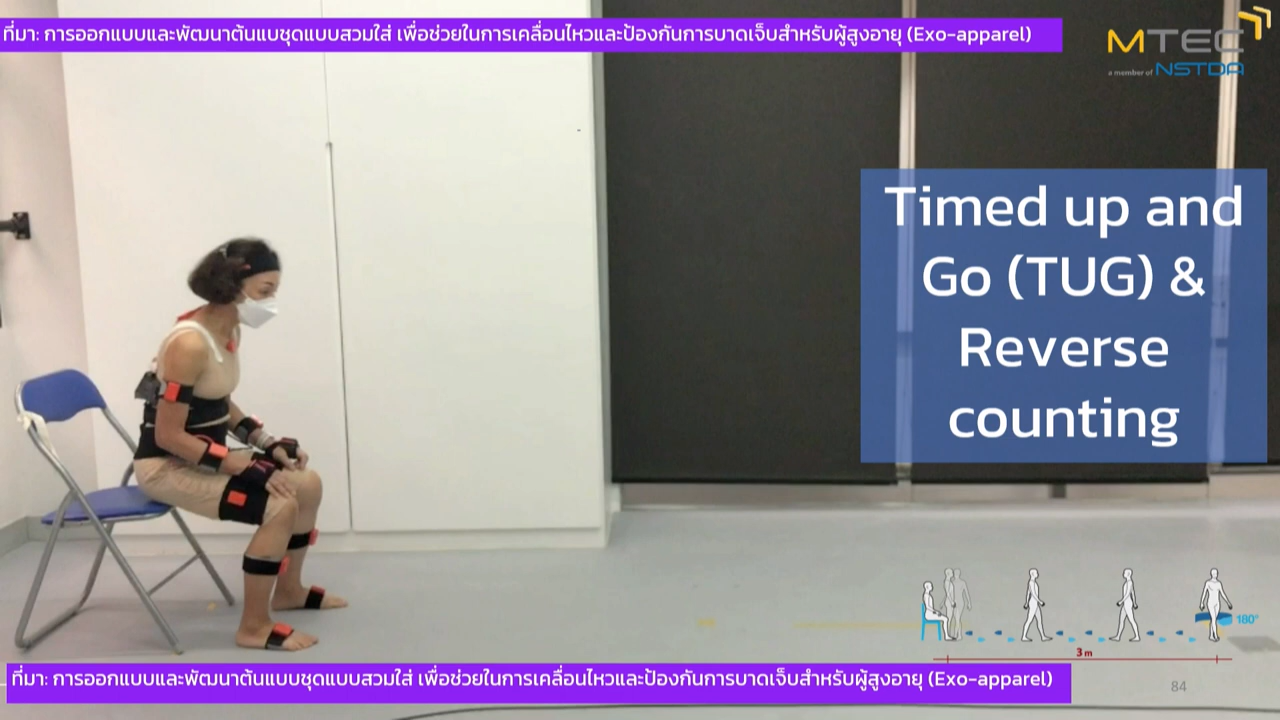 ที่มา: การออกแบบและพัฒนาต้นแบชุดแบบสวมใส่ เพื่อช่วยในการเคลื่อนไหวและป้องกันการบาดเจ็บสำหรับผู้สูงอายุ (Exo-apparel)
MTEC
a member of NSTDA
Timed up and
Go (TUG) &
Reverse
counting
180°
3 m
ที่มา: การออกแบบและพัฒนาต้นแบบชุดแบบสวมใส่ เพื่อช่วยในการเคลื่อนไหวและป้องกันการบาดเจ็บสำหรับผู้สูงอายุ (Exo-apparel)
84